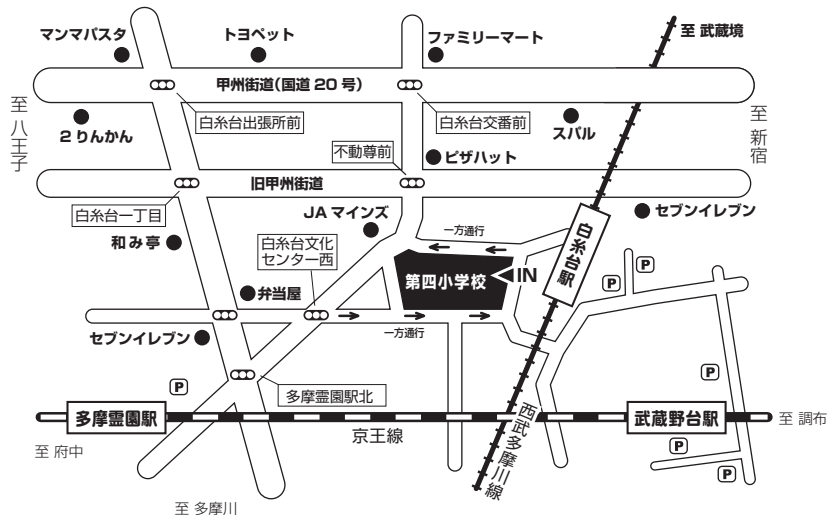 マンマパスタ
トヨペット
ファミリーマート
至 武蔵境
甲州街道(国道20号)
至 八王子
2りんかん
白糸台出張所前
白糸台交番前
スバル
至 新宿
不動尊前
ピザハット
旧甲州街道
白糸台一丁目
JAマインズ
セブンイレブン
和み亭
白糸台文化
センター西
一方通行
白糸台駅
第四小学校
IN
P
P
弁当屋
セブンイレブン
一方通行
P
P
多摩霊園駅北
多摩霊園駅
京王線
西武多摩川線
武蔵野台駅
至 調布
至 府中
P
P
至 多摩川